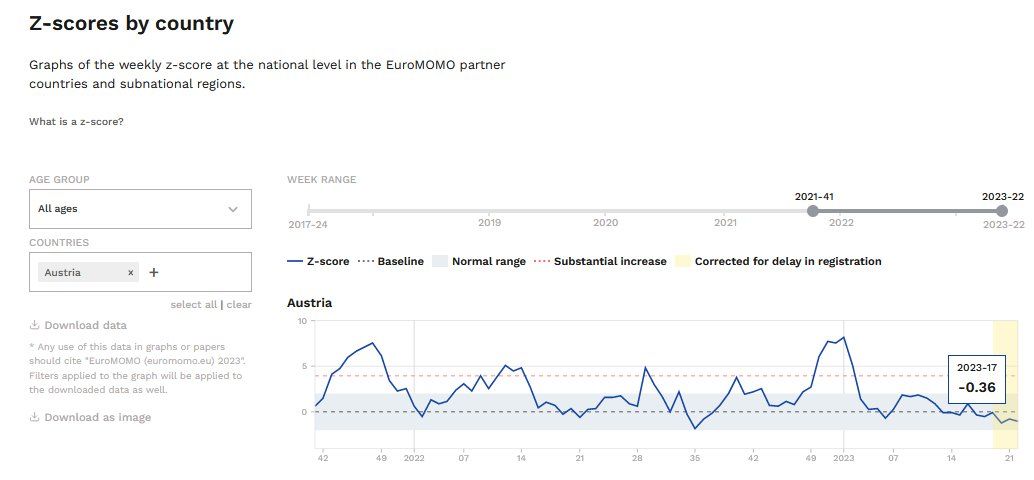 Z-scores by country
Graphs of the weekly z-score at the national level in the EuroMOMO partner
countries and subnational regions.
What is a z-score?
AGE GROUP
All ages
COUNTRIES
Austria × +
select all | clear
Download data
* Any use of this data in graphs or papers
should cite "EuroMOMO (euromomo.eu) 2023".
Filters applied to the graph will be applied to
the downloaded data as well.
Download as image
WEEK RANGE
2021-41 2023-22
2017-24 2019 2020 2021 2022 2023-22
Z-score Baseline Normal range Substantial increase Corrected for delay in registration
Austria
10
5
0
2023-17
-0.36
42 49 2022 07 14 21 28 35 42 49 2023 07 14 21